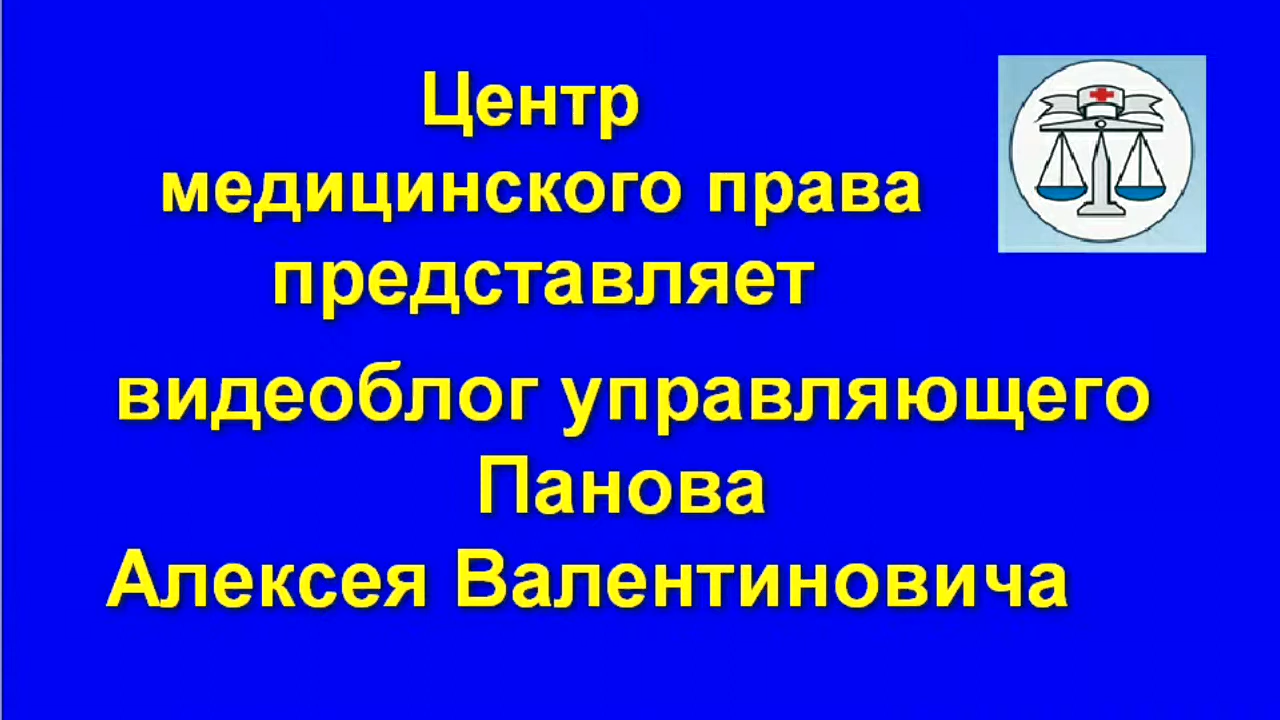 Центр
медицинского права
представляет
видеоблог управляющего
Панова
Алексея Валентиновича